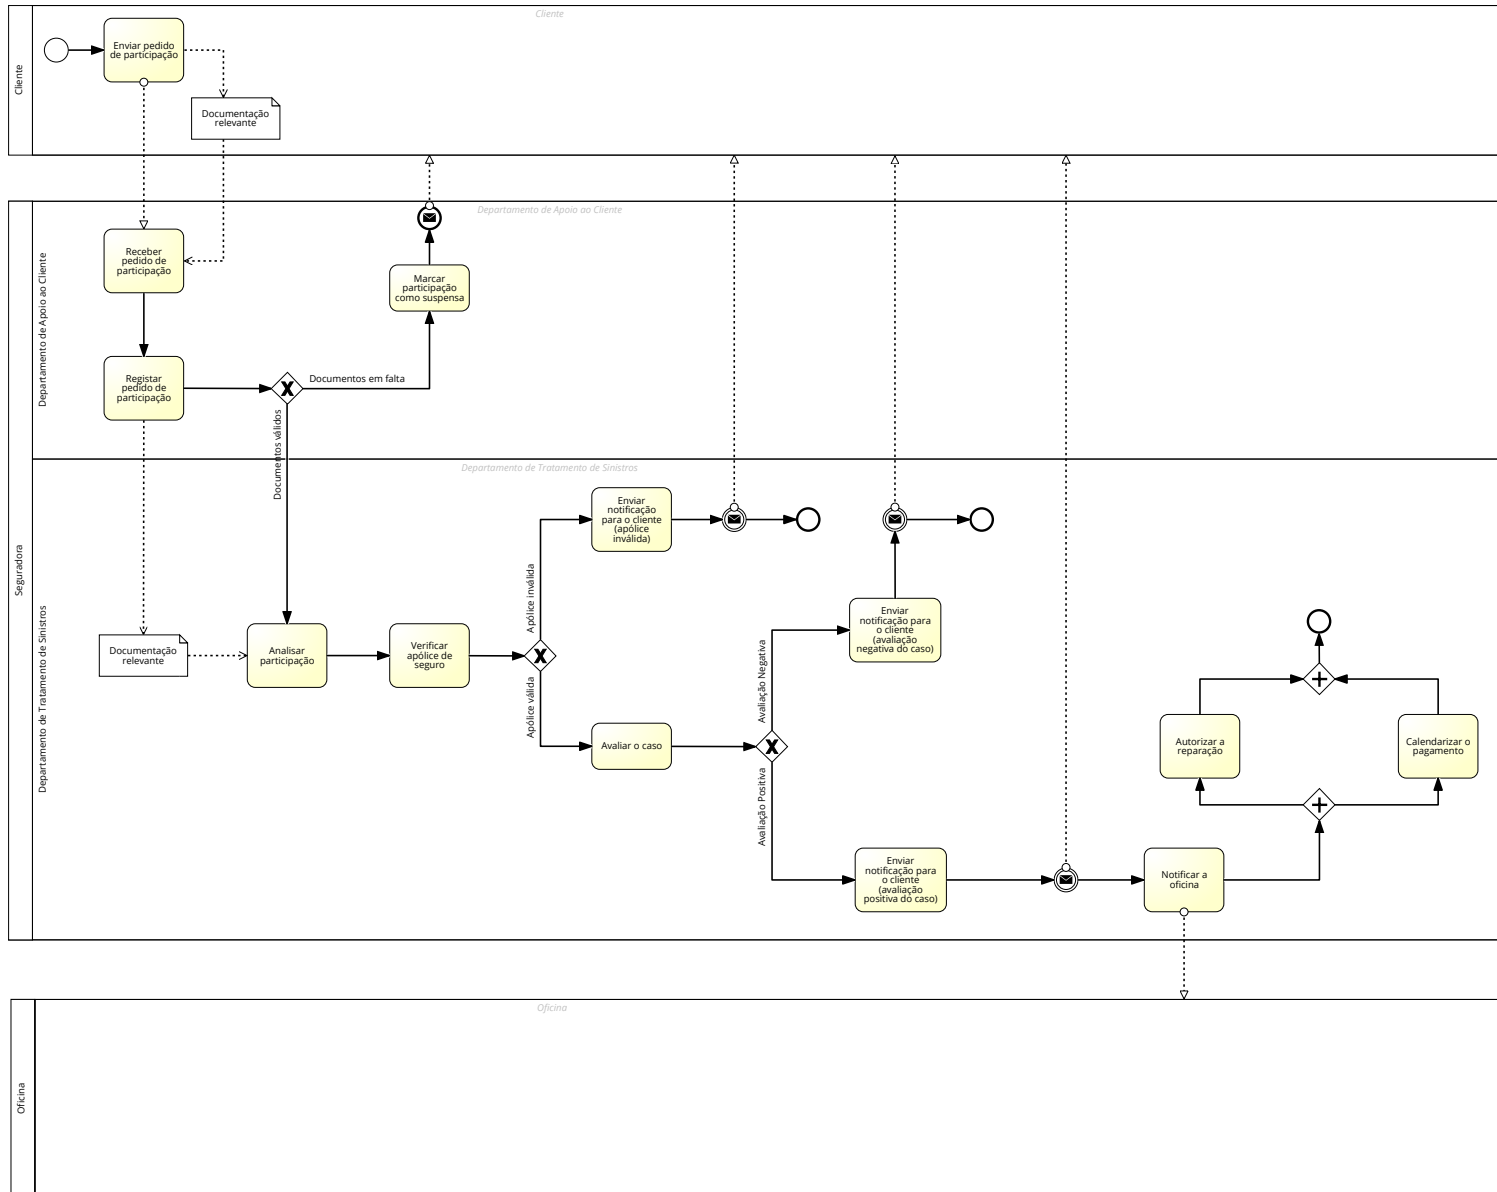 Cliente
Cliente
Enviar pedido
de participação
Documentação
relevante
Seguradora
Departamento de Apoio ao Cliente
Departamento de Apoio ao Cliente
Receber
pedido de
participação
Marcar
participação
como suspensa
Registar
pedido de
participação
Documentos em falta
Documentos válidos
Departamento de Tratamento de Sinistros
Departamento de Tratamento de Sinistros
Enviar
notificação
para o cliente
(apólice
inválida)
Apólice inválida
Enviar
notificação para
o cliente
(avaliação
negativa do caso)
Documentação
relevante
Analisar
participação
Verificar
apólice de
seguro
Apólice válida
Avaliação Negativa
Avaliar o caso
Autorizar a
reparação
Calendarizar o
pagamento
Avaliação Positiva
Enviar
notificação para
o cliente
(avaliação
positiva do caso)
Notificar a
oficina
Oficina
Oficina